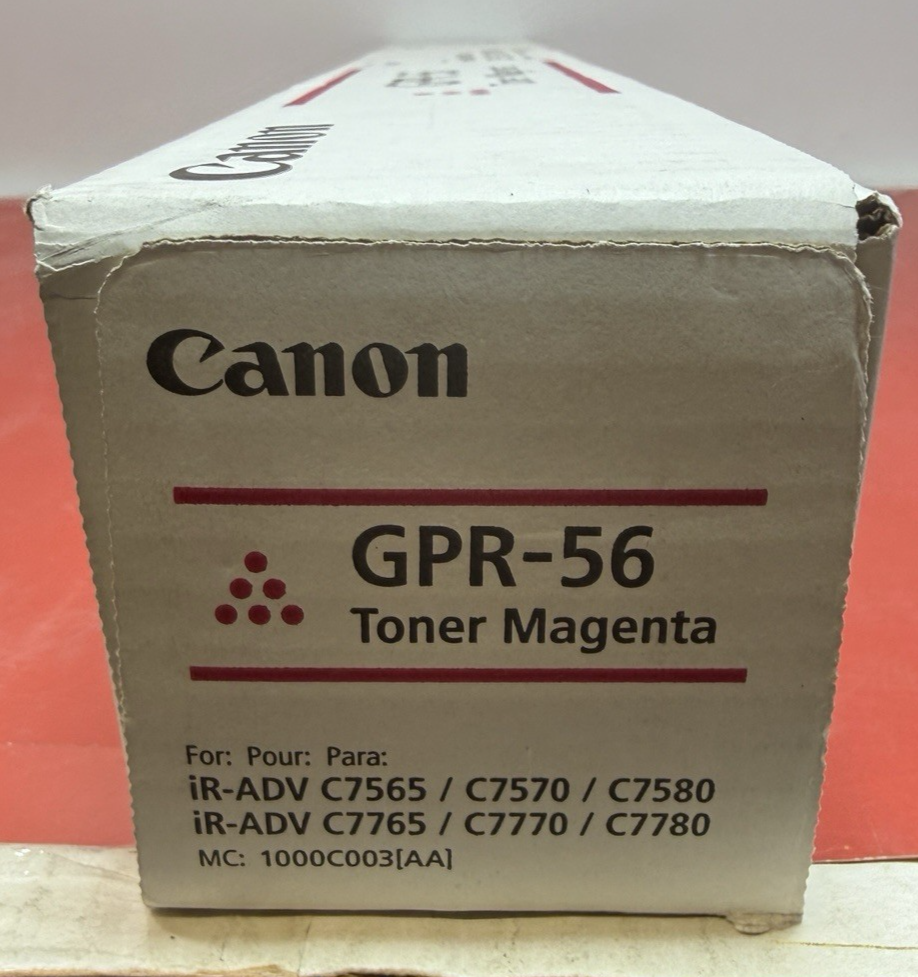 Canon
Canon
GPR-56
Toner Magenta
For: Pour: Para:
iR-ADV C7565 / C7570 / C7580
iR-ADV C7765 / C7770 / C7780
MC: 1000C003[AA]